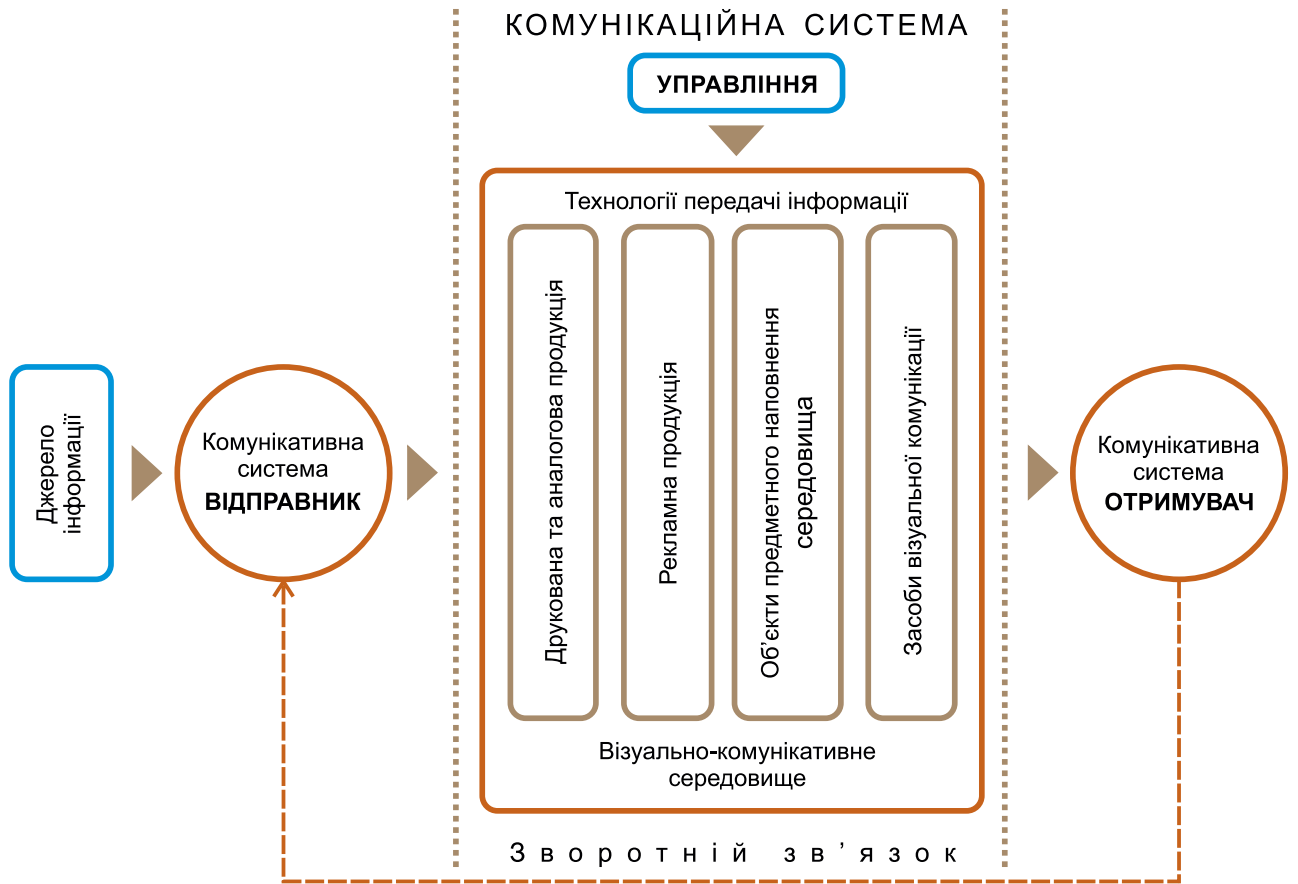 КОМУНІКАЦІЙНА СИСТЕМА
УПРАВЛІННЯ
Технології передачі інформації
Джерело
інформації
Комунікативна
система
ВІДПРАВНИК
Друкована та аналогова продукція
Рекламна продукція
Об’єкти предметного наповнення
середовища
Засоби візуальної комунікації
Комунікативна
система
ОТРИМУВАЧ
Візуально-комунікативне
середовище
Зворотній зв’язок